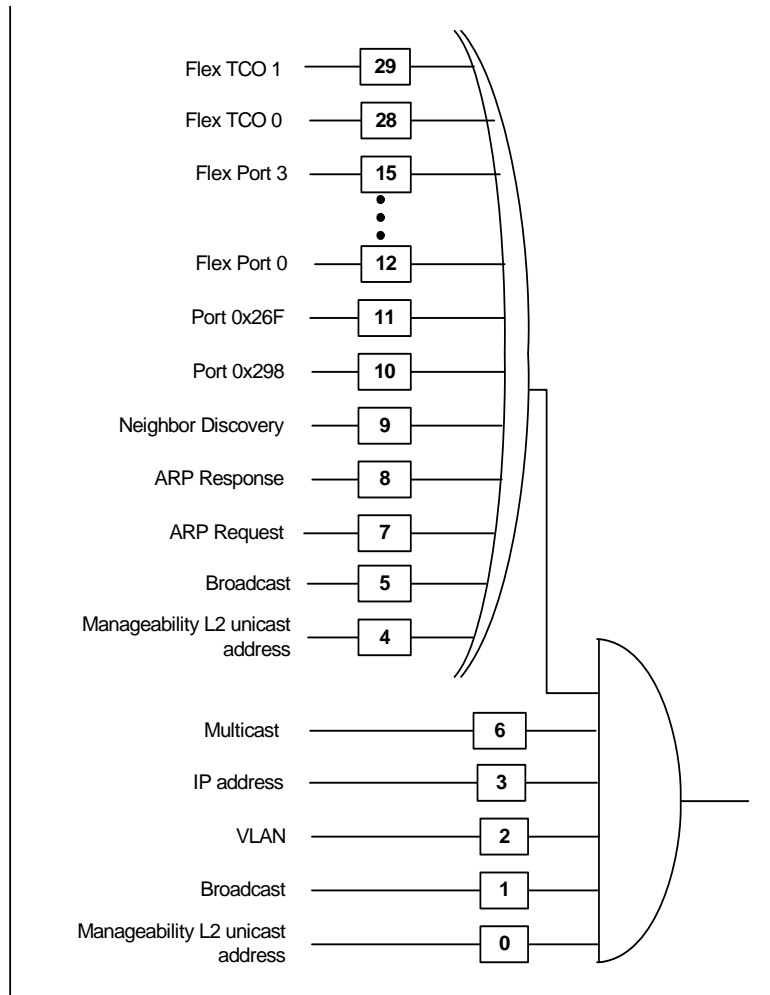 Flex TCO 1 29
Flex TCO 0 28
Flex Port 3 15
Flex Port 0 12
Port 0x26F 11
Port 0x298 10
Neighbor Discovery 9
ARP Response 8
ARP Request 7
Broadcast 5
Manageability L2 unicast
address
4
Multicast 6
IP address 3
VLAN 2
Broadcast 1
Manageability L2 unicast
address
0